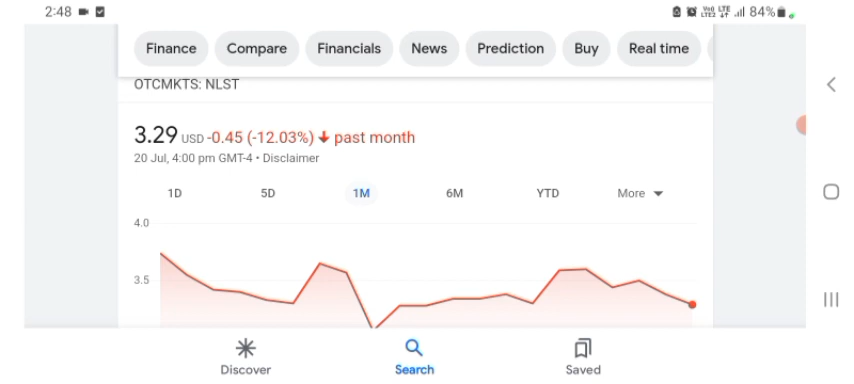 2:48 84%
Finance Compare Financials News Prediction Buy Real time
OTCMKTS: NLST
3.29 USD -0.45 (-12.03%) past month
20 Jul, 4:00 pm GMT-4 • Disclaimer
1D 5D 1M 6M YTD More
4.0
3.5
Discover Search Saved